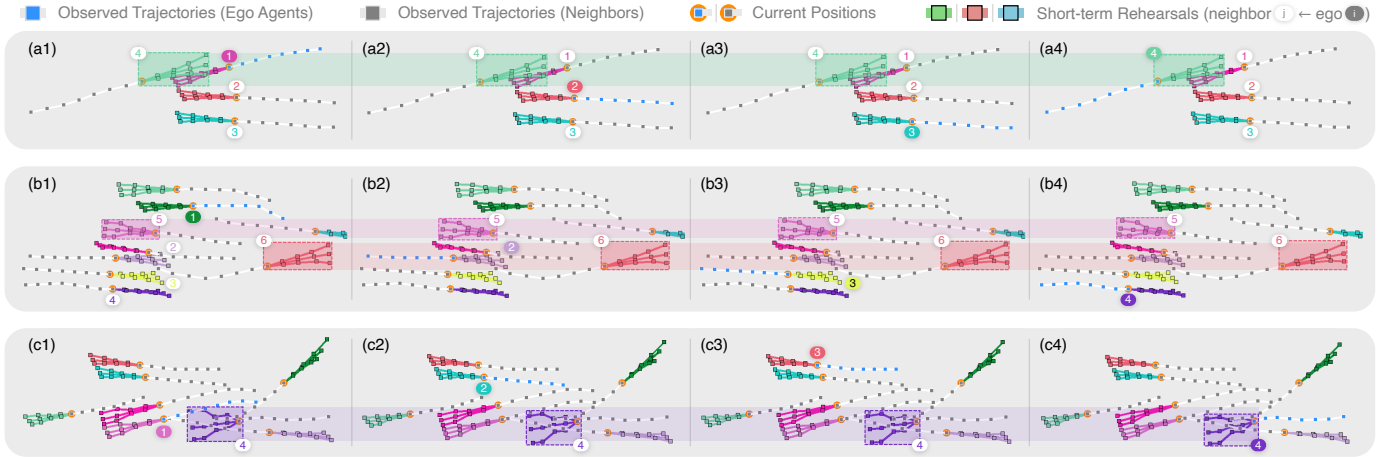 Observed Trajectories (Ego Agents) Observed Trajectories (Neighbors) Current Positions Short-term Rehearsals (neighbor i ← ego i
(a1) (a2) (a3) (a4)
4 1 4 1 4 1 4 1
2 2 2 2
3 3 3 3
(b1) (b2) (b3) (b4)
1
5 5 5 5
2 6 2 6 6 6
3 3
4 4
(c1) (c2) (c3) (c4)
3
2
1
4 4 4 4